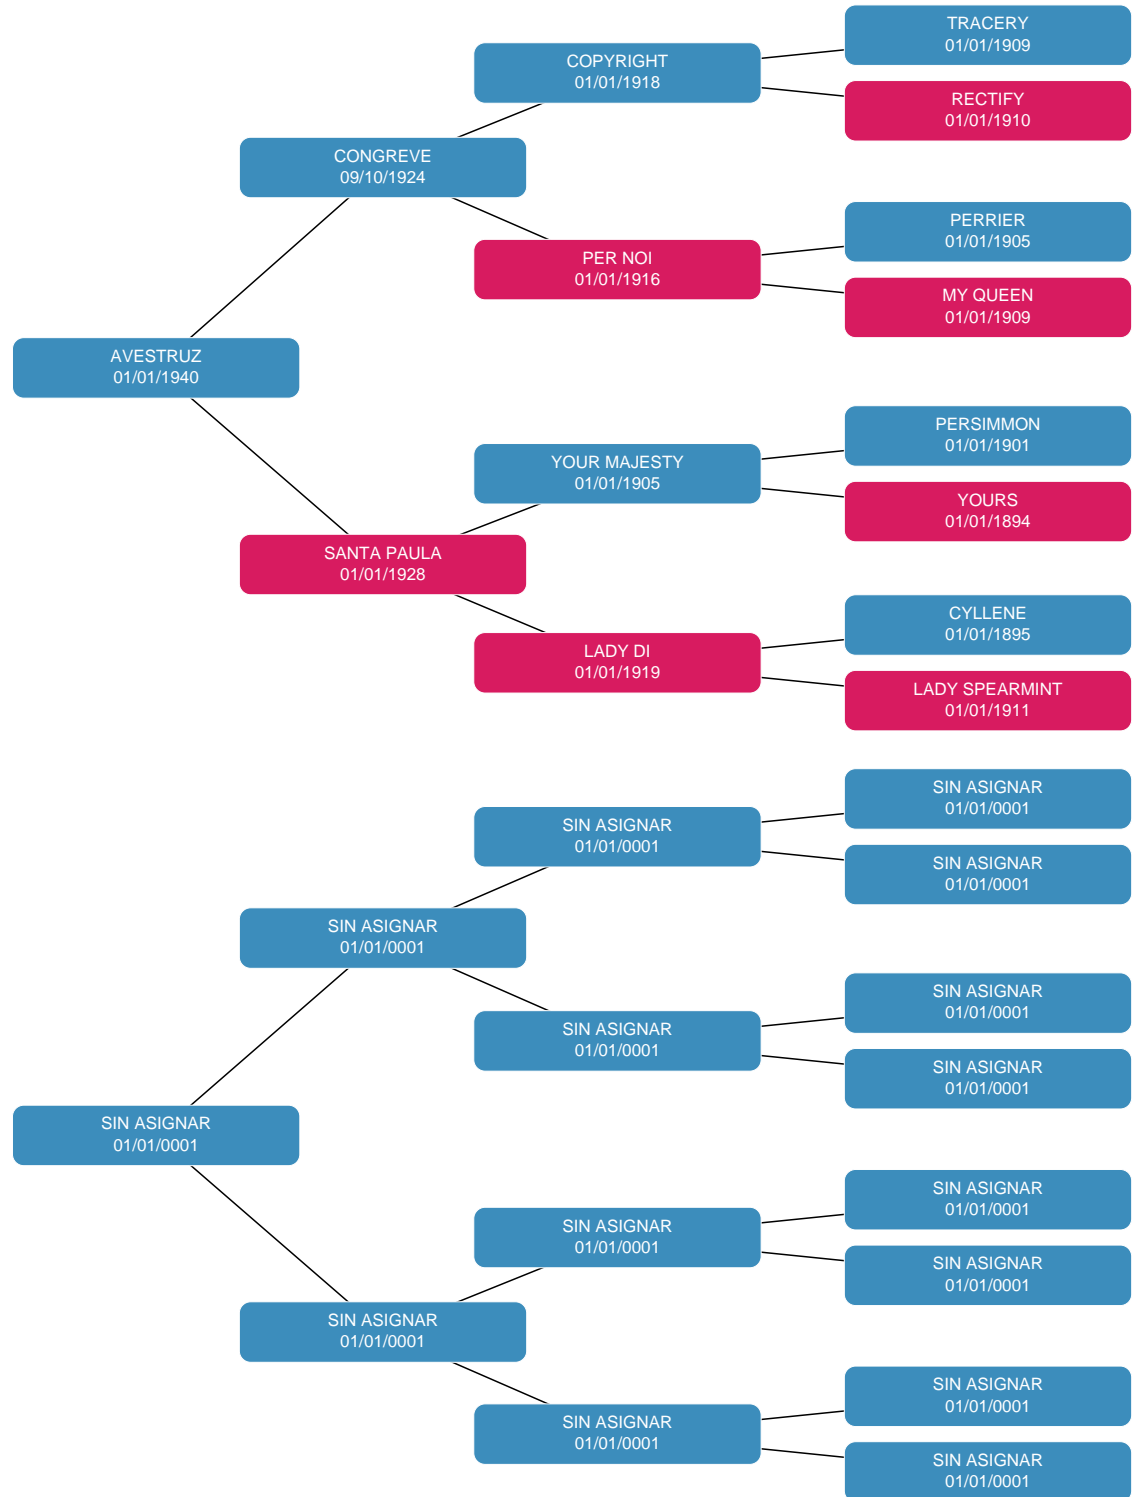 TRACERY
01/01/1909
COPYRIGHT
01/01/1918
RECTIFY
01/01/1910
CONGREVE
09/10/1924
PERRIER
01/01/1905
PER NOI
01/01/1916
MY QUEEN
01/01/1909
AVESTRUZ
01/01/1940
PERSIMMON
01/01/1901
YOUR MAJESTY
01/01/1905
YOURS
01/01/1894
SANTA PAULA
01/01/1928
CYLLENE
01/01/1895
LADY DI
01/01/1919
LADY SPEARMINT
01/01/1911
SIN ASIGNAR
01/01/0001
SIN ASIGNAR
01/01/0001
SIN ASIGNAR
01/01/0001
SIN ASIGNAR
01/01/0001
SIN ASIGNAR
01/01/0001
SIN ASIGNAR
01/01/0001
SIN ASIGNAR
01/01/0001
SIN ASIGNAR
01/01/0001
SIN ASIGNAR
01/01/0001
SIN ASIGNAR
01/01/0001
SIN ASIGNAR
01/01/0001
SIN ASIGNAR
01/01/0001
SIN ASIGNAR
01/01/0001
SIN ASIGNAR
01/01/0001
SIN ASIGNAR
01/01/0001